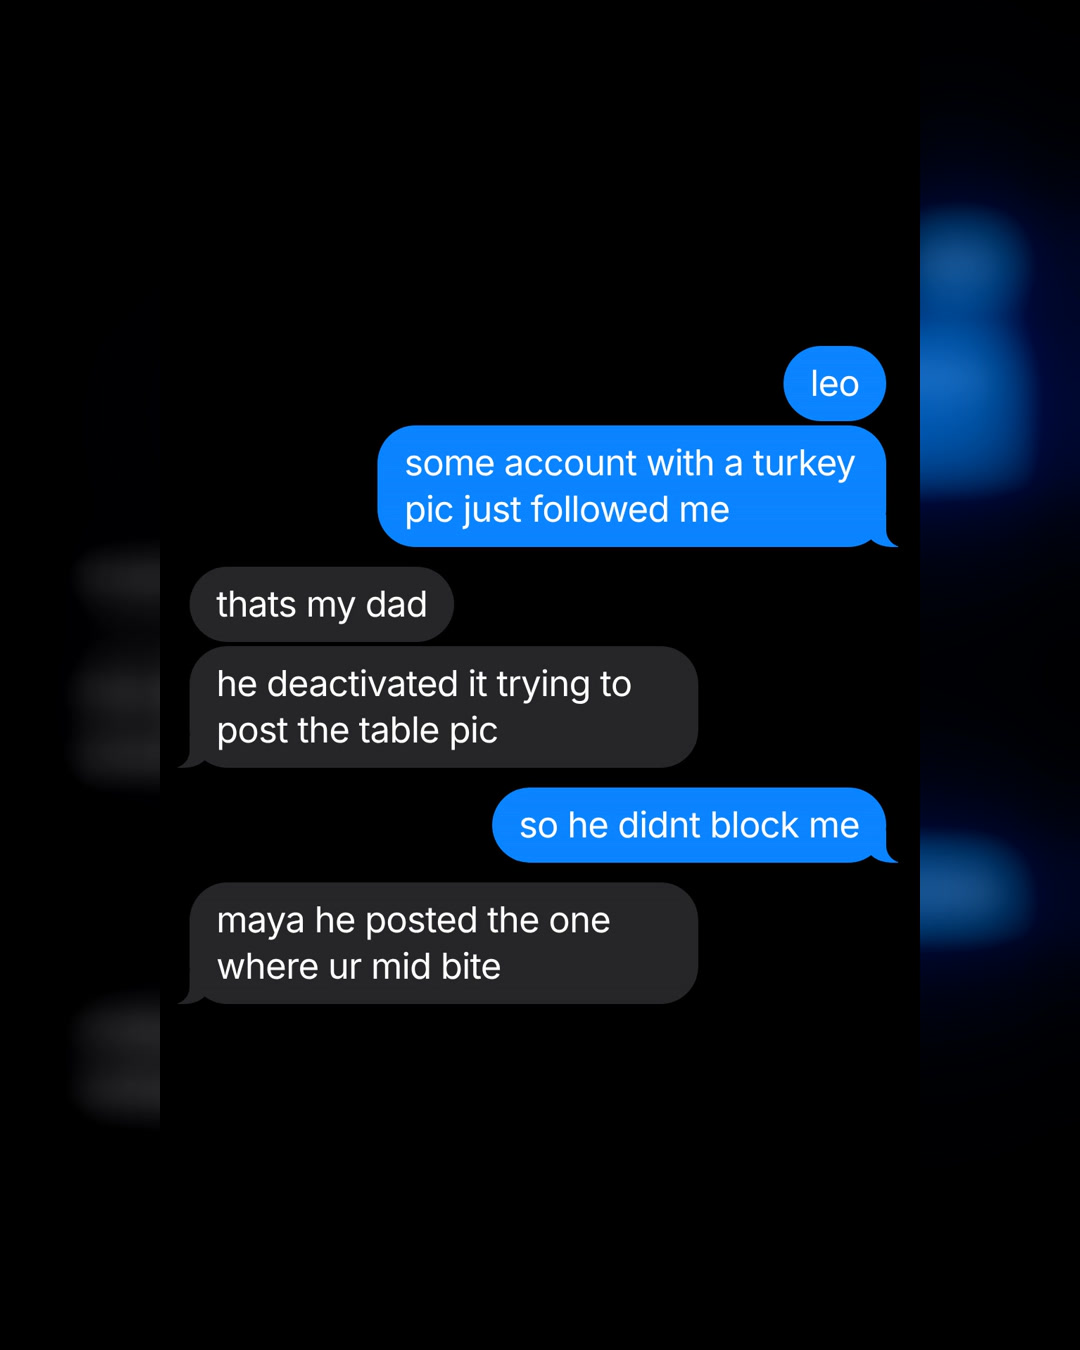 leo
some account with a turkey
pic just followed me
thats my dad
he deactivated it trying to
post the table pic
so he didnt block me
maya he posted the one
where ur mid bite